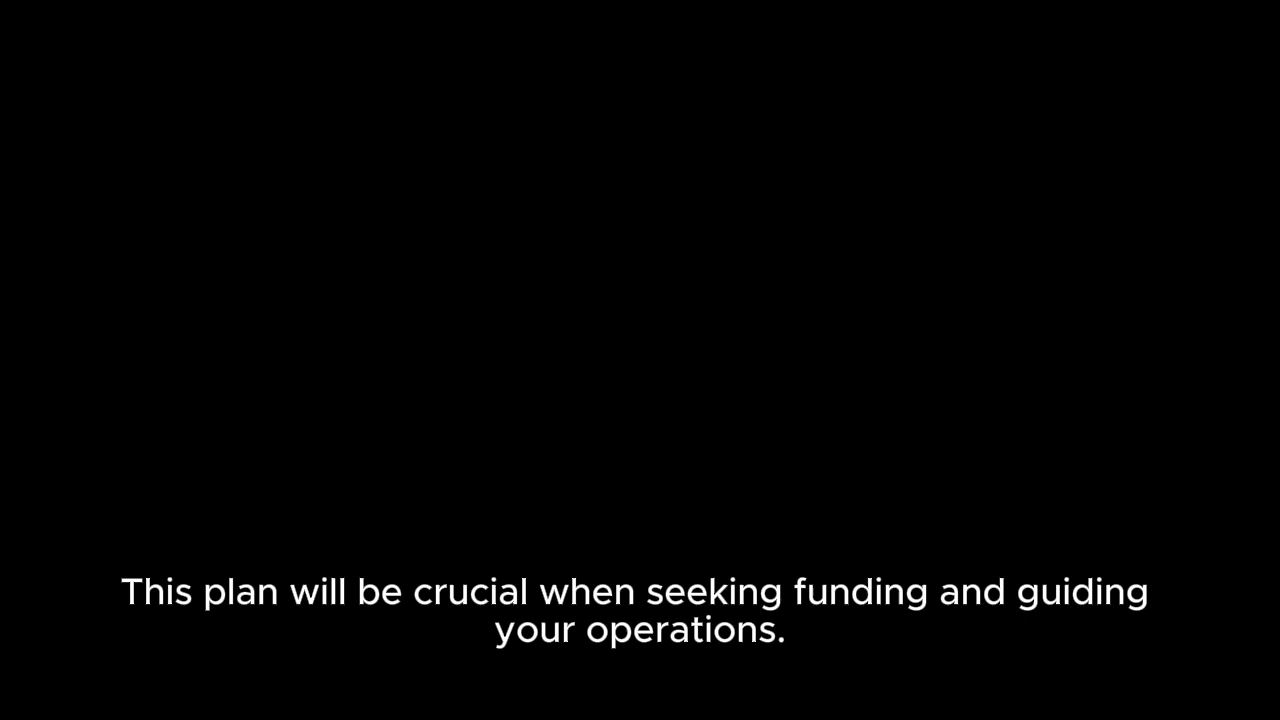 This plan will be crucial when seeking funding and guiding
your operations.